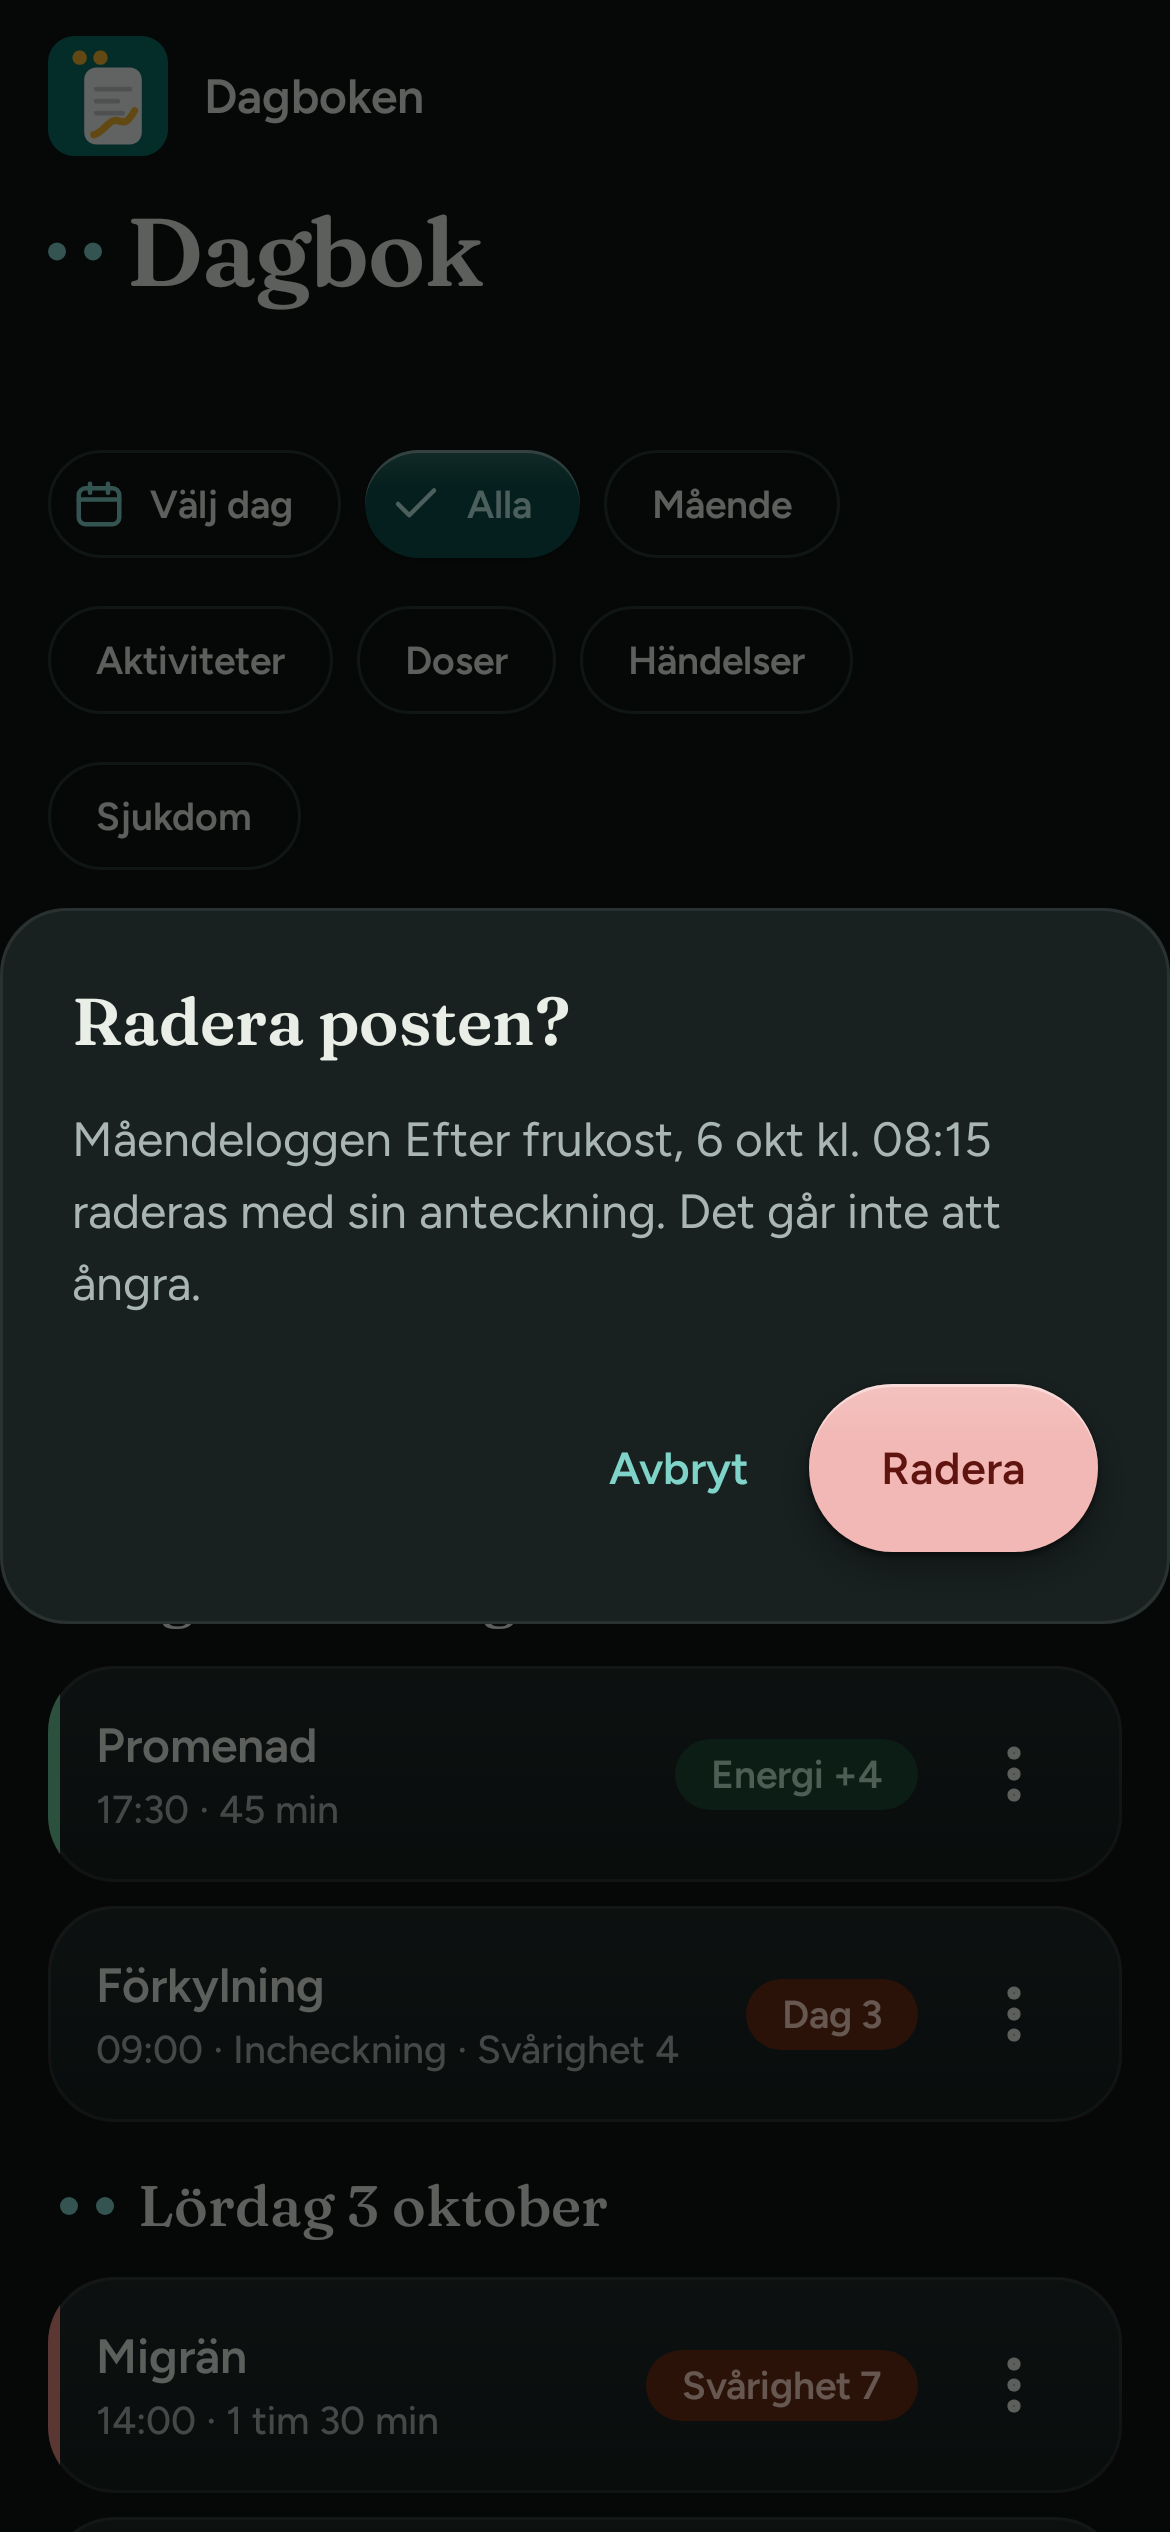 Dagboken
Dagbok
Välj dag
Alla
Mående
Aktiviteter
Doser
Händelser
Sjukdom
Radera posten?
Måendeloggen Efter frukost, 6 okt kl. 08:15
raderas med sin anteckning. Det går inte att
ångra.
Avbryt
Radera
Promenad
17:30 · 45 min
Energi +4
Förkylning
09:00 · Incheckning · Svårighet 4
Dag 3
Lördag 3 oktober
Migrän
14:00 · 1 tim 30 min
Svårighet 7